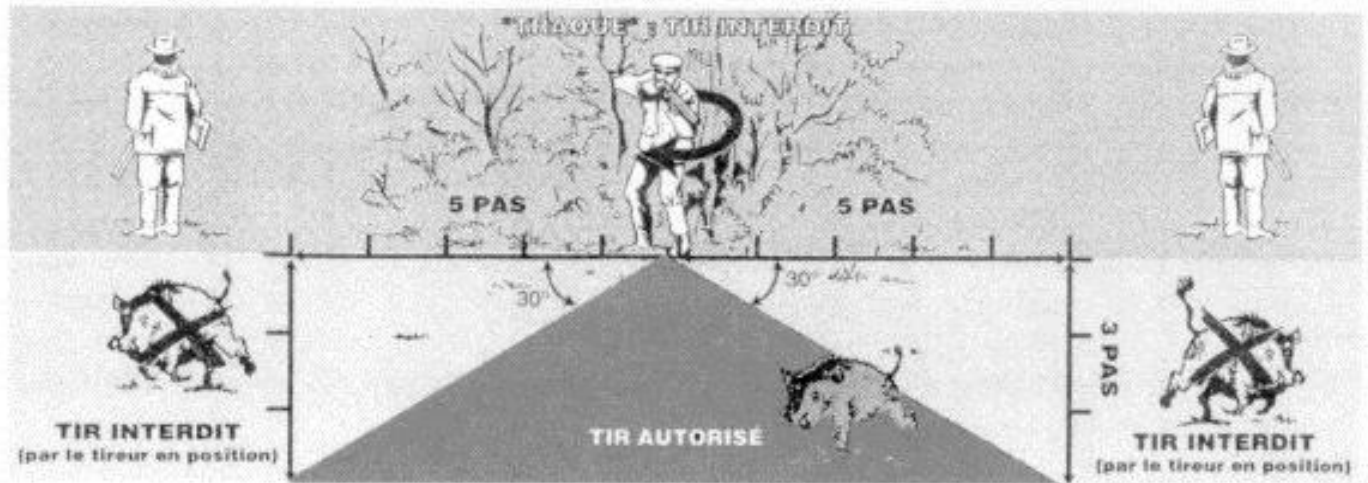 "TRAQUE" : TIR INTERDIT
5 PAS
5 PAS
30°
30°
3 PAS
TIR INTERDIT
(par le tireur en position)
TIR AUTORISÉ
TIR INTERDIT
(par le tireur en position)